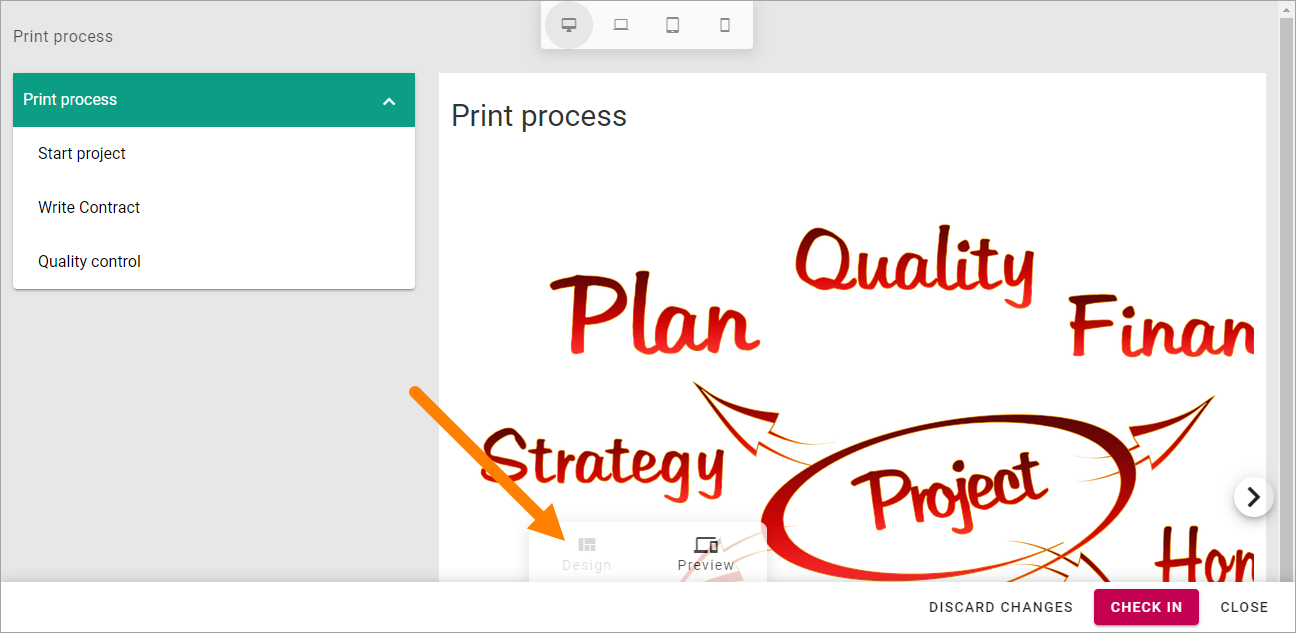 Print process
Print process
Start project
Write Contract
Quality control
Print process
Quality
Plan
Finan
Strategy
Project
Hon
Design
Preview
DISCARD CHANGES
CHECK IN
CLOSE